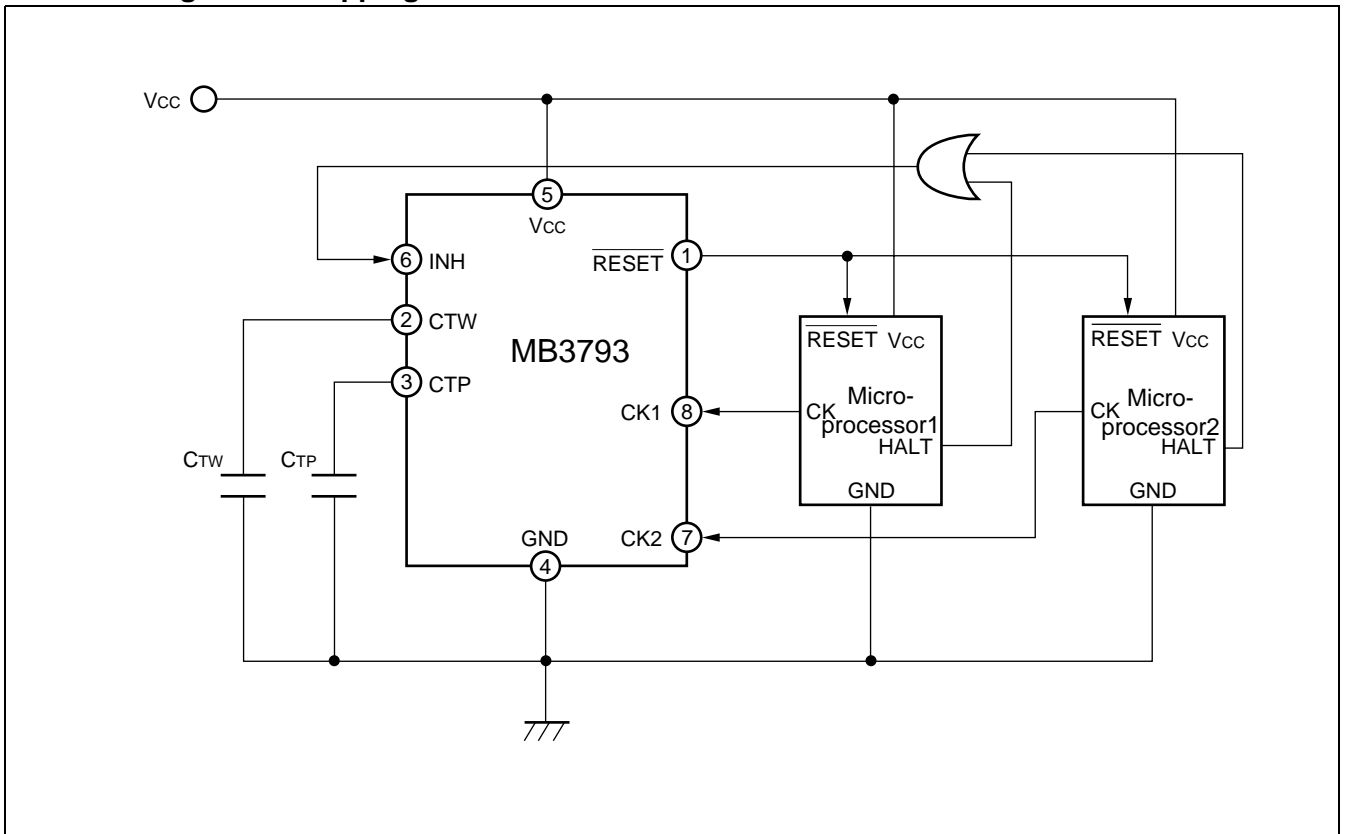 Vcc
5
Vcc
6 INH
RESET 1
2 CTW
3 CTP
MB3793
RESET Vcc
RESET Vcc
CK1 8
CK
Micro-
processor1
HALT
CK
Micro-
processor2
HALT
CTW
CTP
GND
GND
GND
4
CK2 7